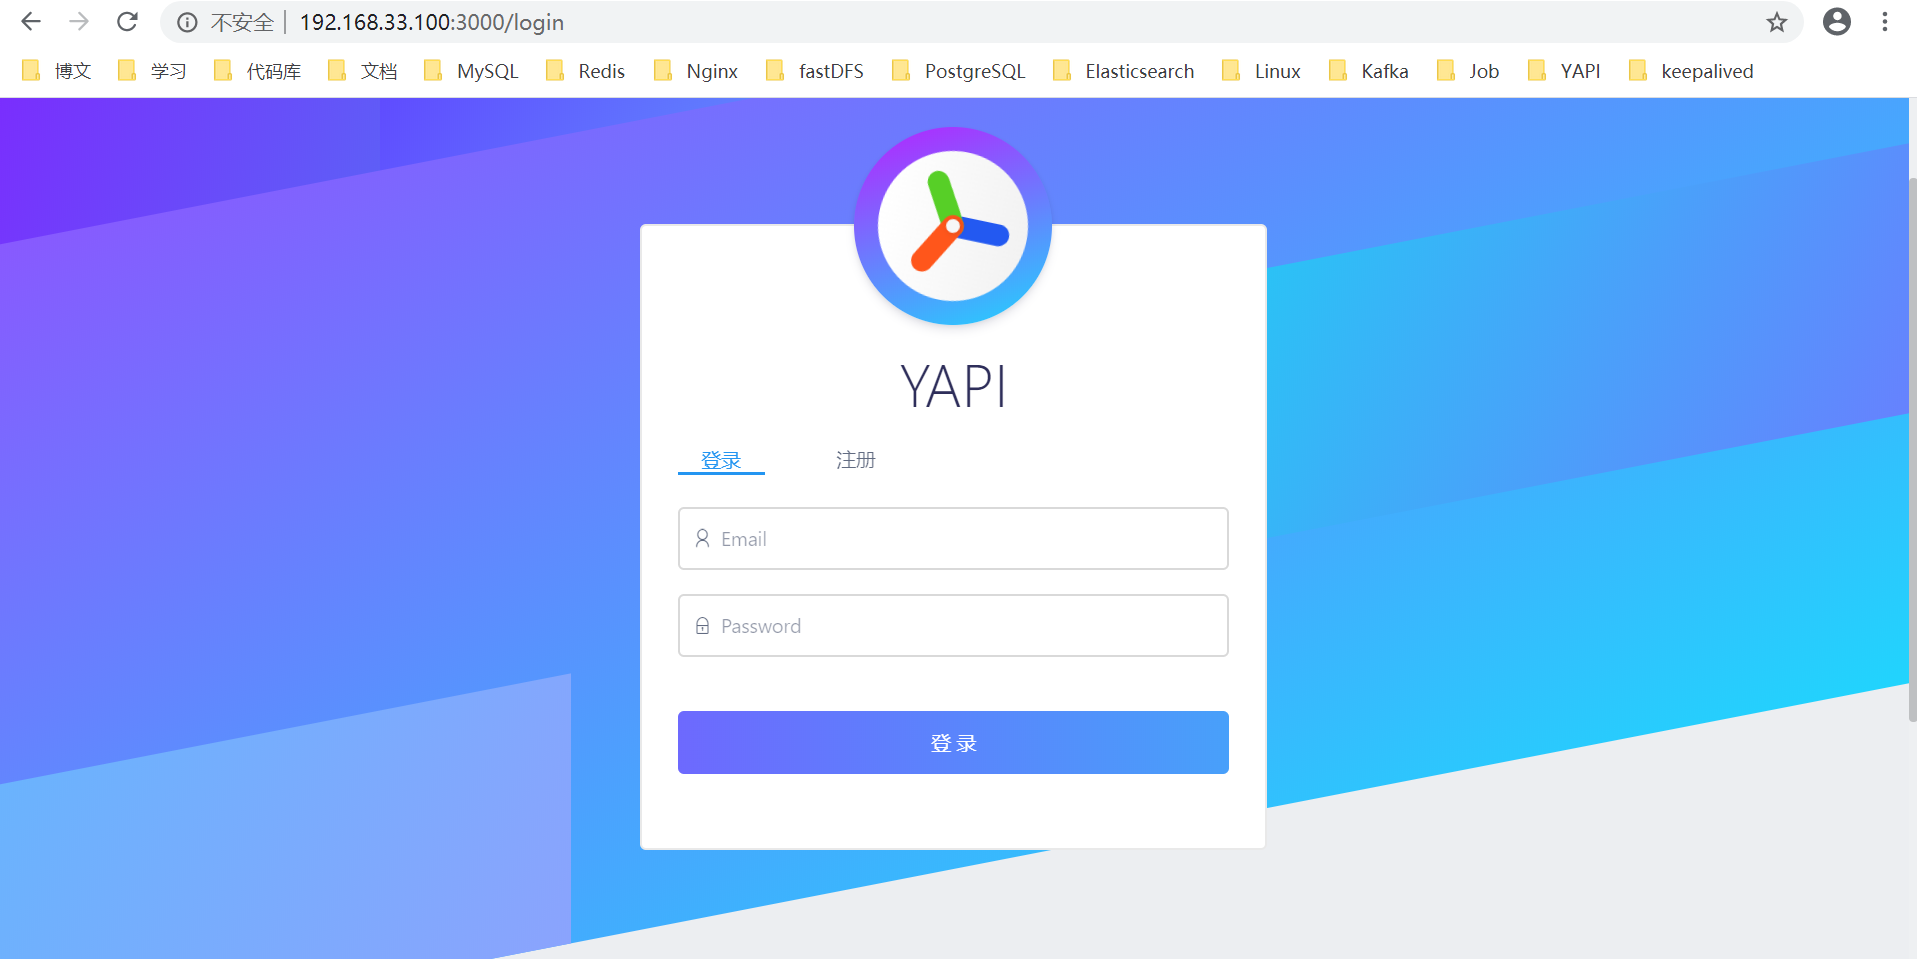 不安全 192.168.33.100:3000/login
博文 学习 代码库 文档 MySQL Redis Nginx fastDFS PostgreSQL Elasticsearch Linux Kafka Job YAPI keepalived
YAPI
登录 注册
Email
Password
登 录